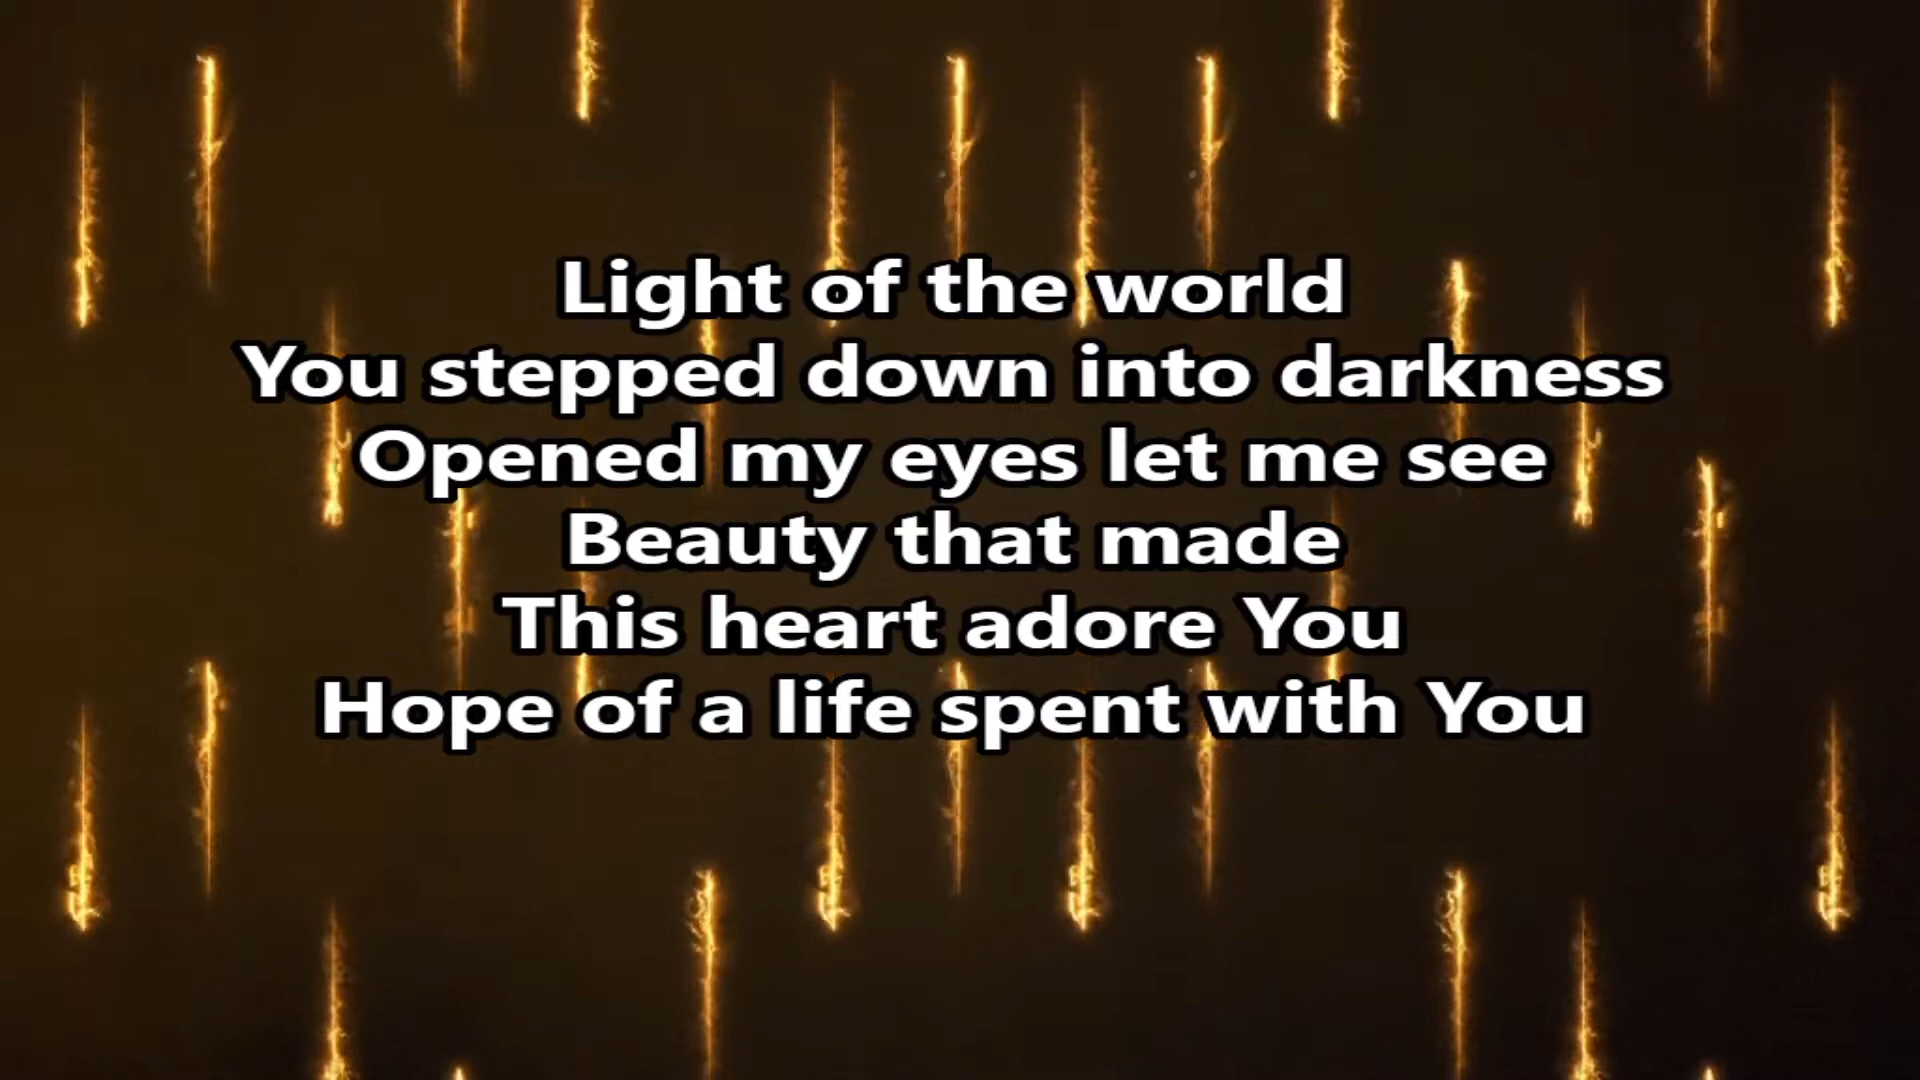 Light of the world
You stepped down into darkness
Opened my eyes let me see
Beauty that made
This heart adore You
Hope of a life spent with You